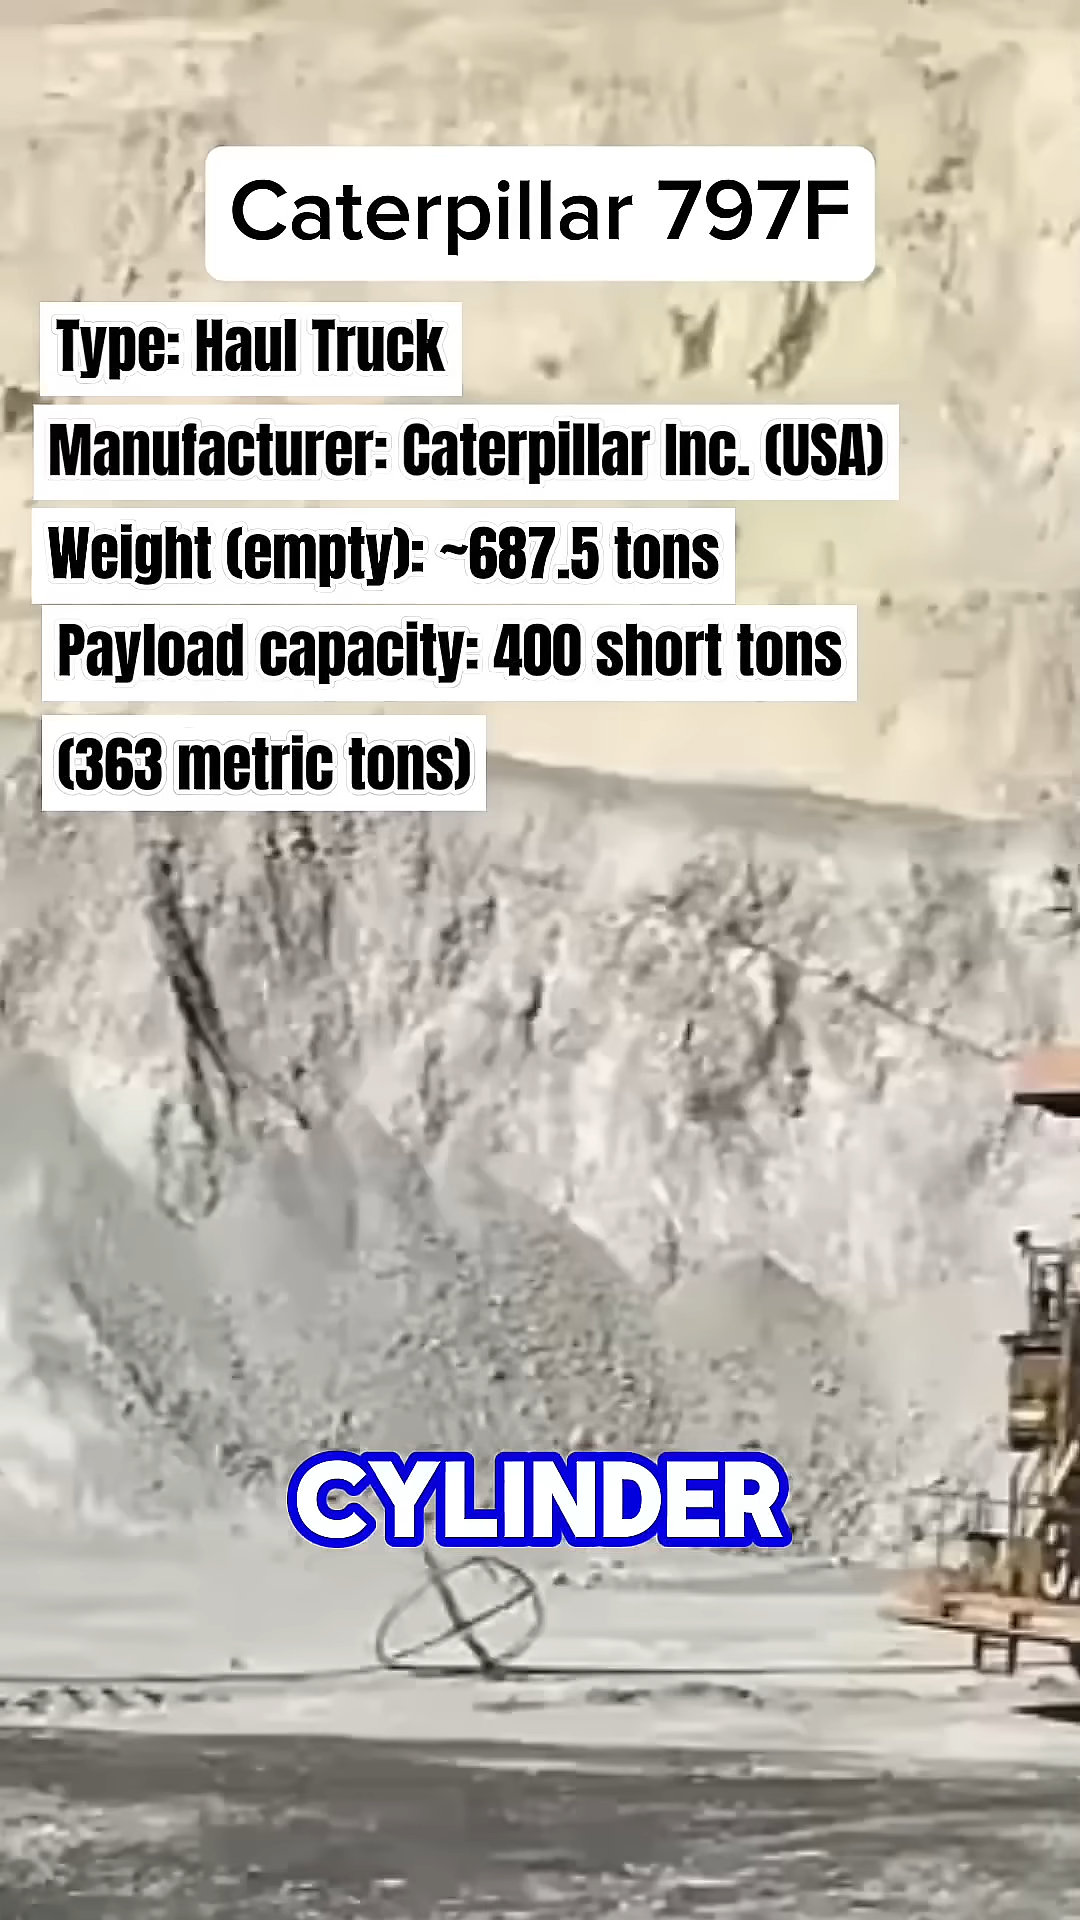 Caterpillar 797F
Type: Haul Truck
Manufacturer: Caterpillar Inc. (USA)
Weight (empty): ~687.5 tons
Payload capacity: 400 short tons
(363 metric tons)
CYLINDER